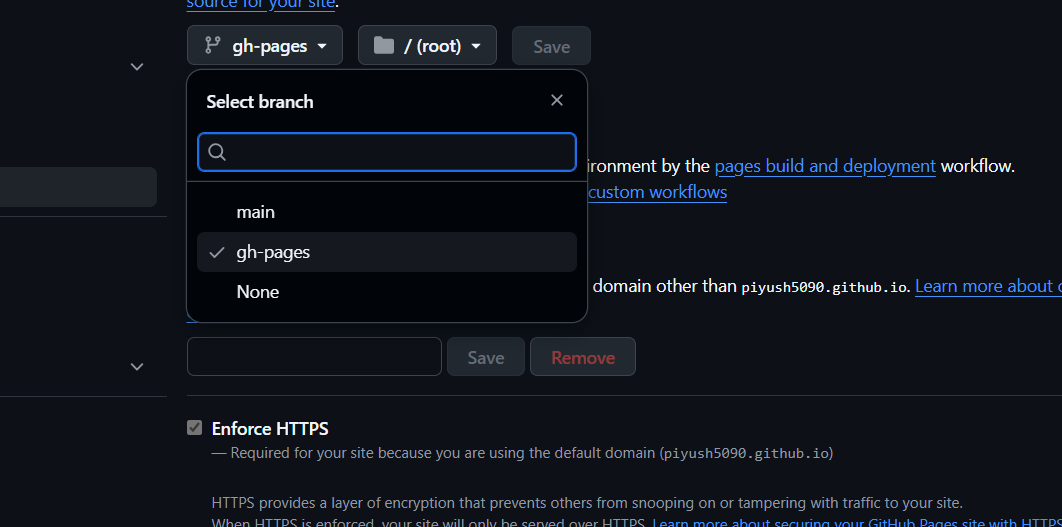 source for your site.
gh-pages / (root) Save
Select branch
ironment by the pages build and deployment workflow.
custom workflows
main
gh-pages
None
domain other than piyush5090.github.io. Learn more about
Save Remove
Enforce HTTPS
— Required for your site because you are using the default domain (piyush5090.github.io)
HTTPS provides a layer of encryption that prevents others from snooping on or tampering with traffic to your site.
When HTTPS is enforced, your site will only be served over HTTPS. Learn more about securing your GitHub Pages site with HTTPS